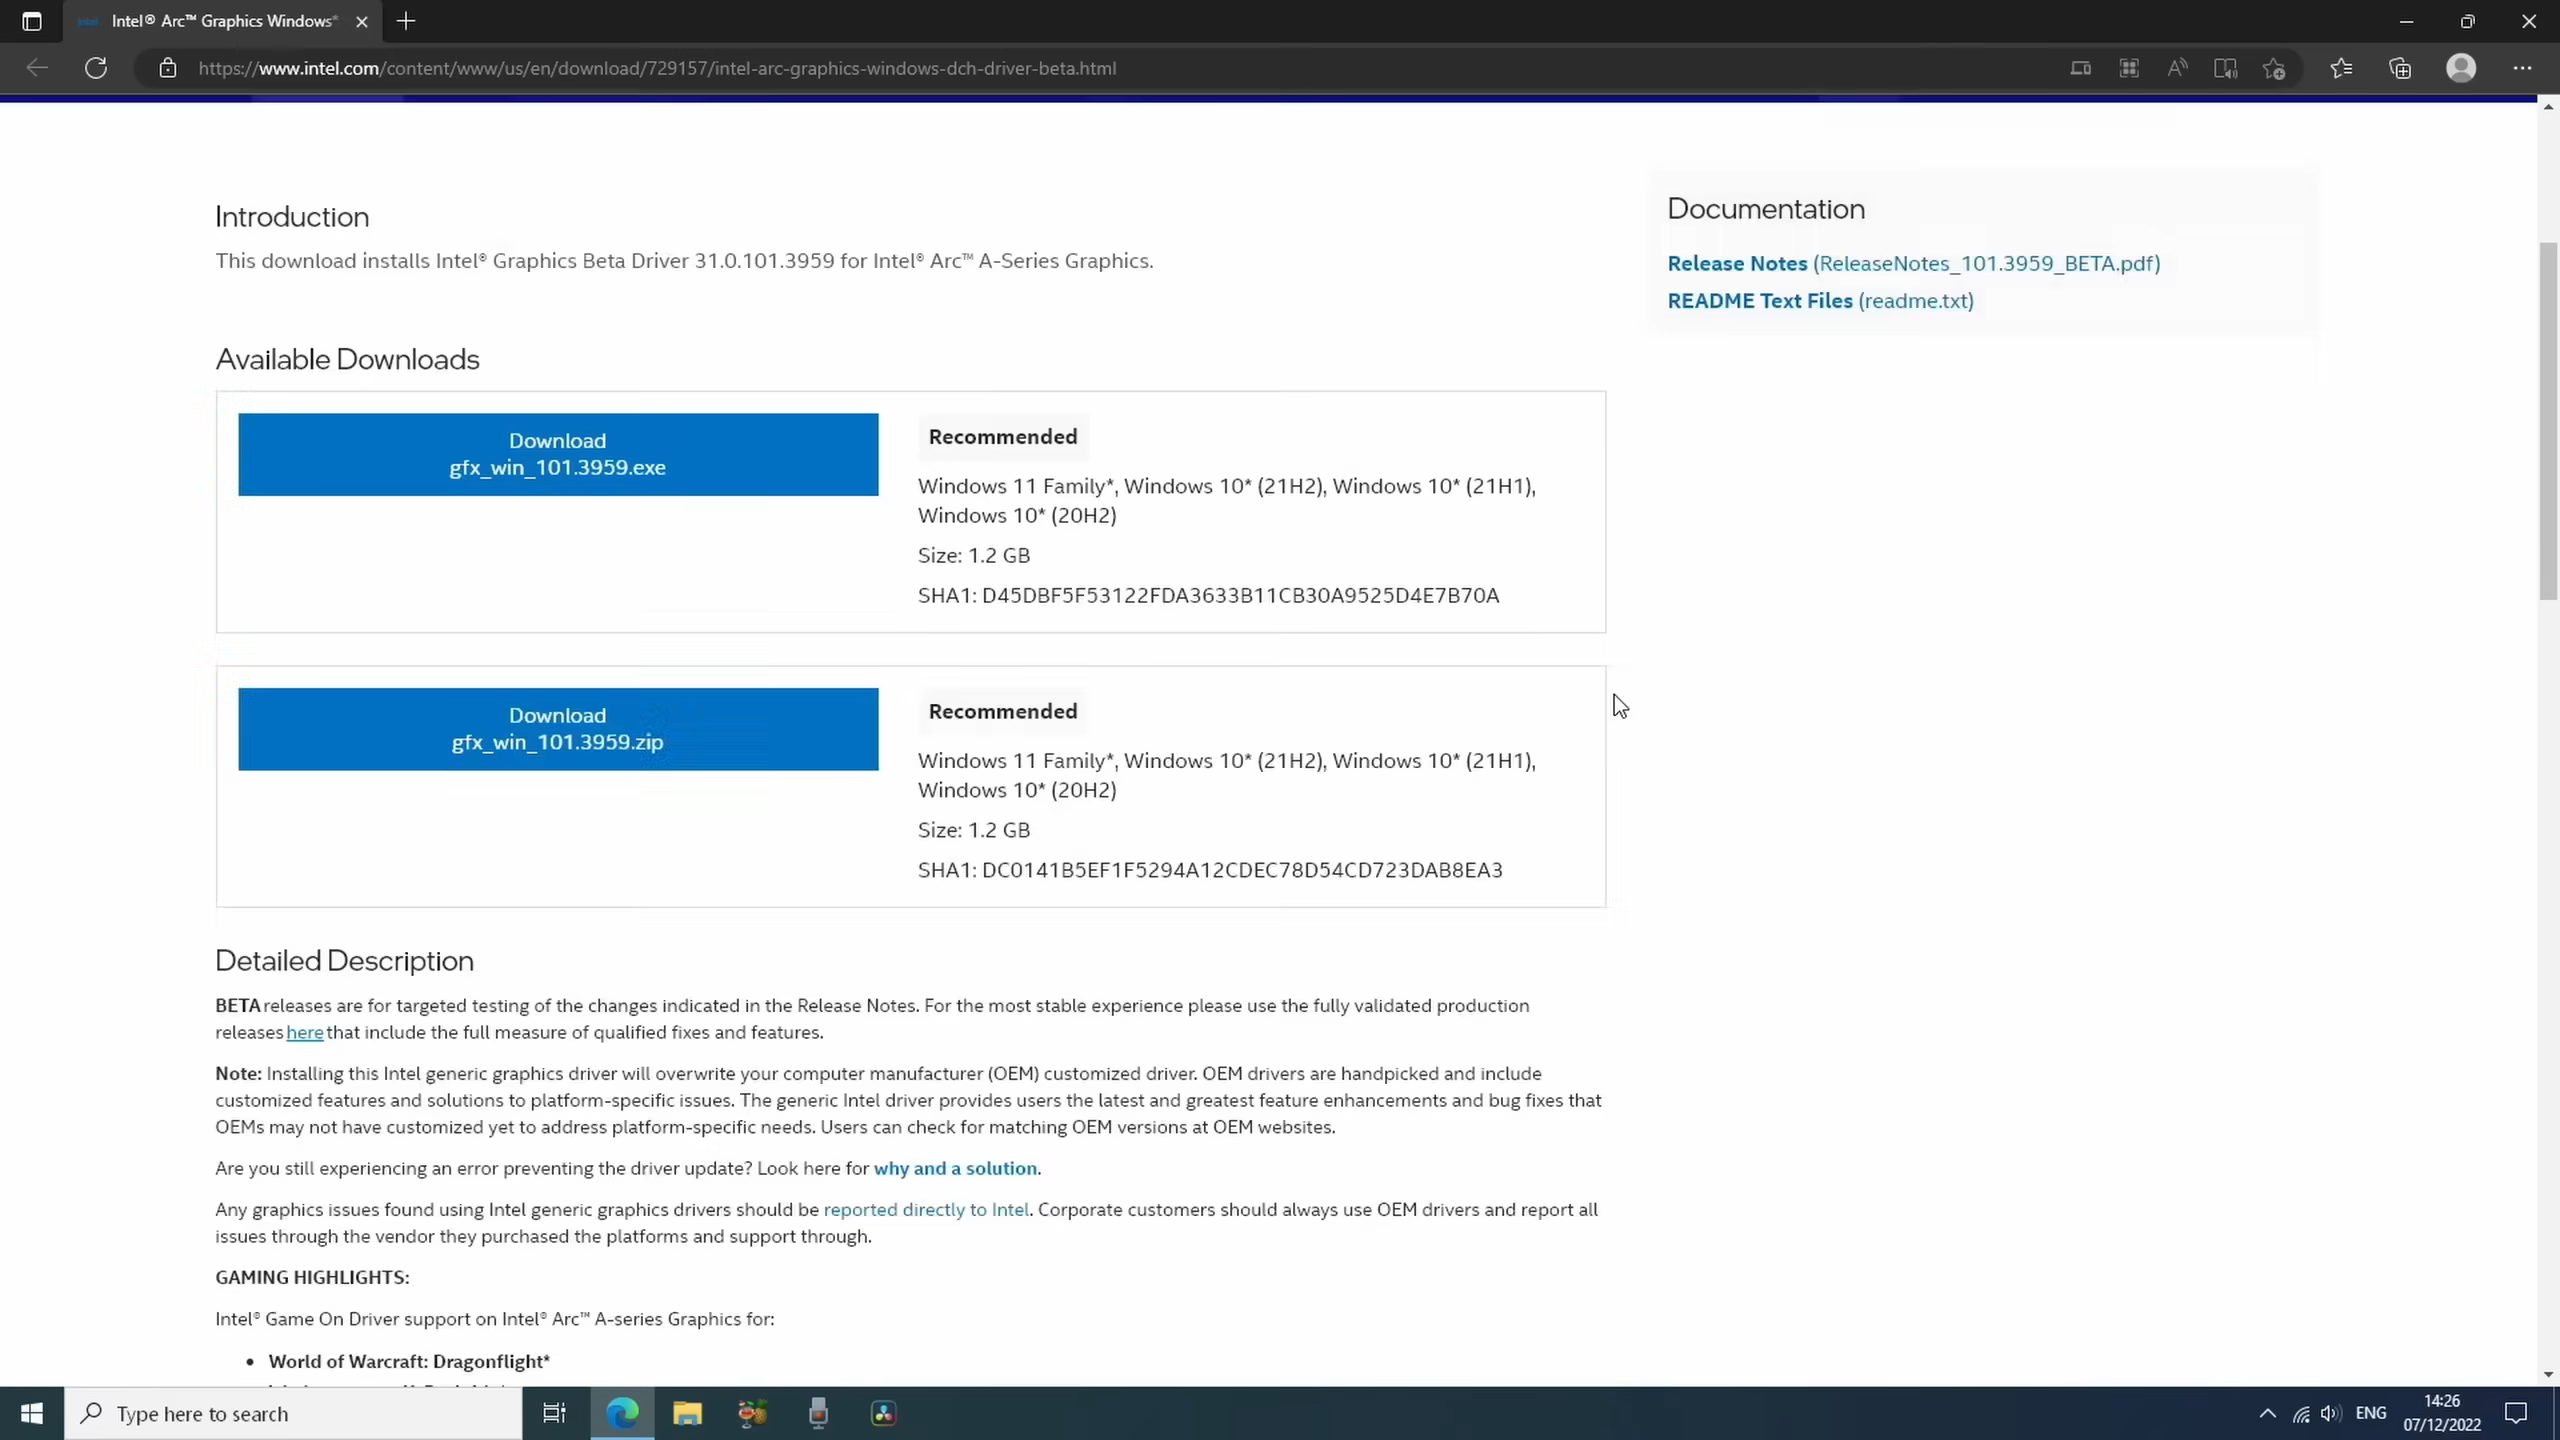 Intel® Arc™ Graphics Windows*
https://www.intel.com/content/www/us/en/download/729157/intel-arc-graphics-windows-dch-driver-beta.html
Introduction
This download installs Intel® Graphics Beta Driver 31.0.101.3959 for Intel® Arc™ A-Series Graphics.
Documentation
Release Notes (ReleaseNotes_101.3959_BETA.pdf)
README Text Files (readme.txt)
Available Downloads
Download
gfx_win_101.3959.exe
Recommended
Windows 11 Family*, Windows 10* (21H2), Windows 10* (21H1),
Windows 10* (20H2)
Size: 1.2 GB
SHA1: D45DBF5F53122FDA3633B11CB30A9525D4E7B70A
Download
gfx_win_101.3959.zip
Recommended
Windows 11 Family*, Windows 10* (21H2), Windows 10* (21H1),
Windows 10* (20H2)
Size: 1.2 GB
SHA1: DC0141B5EF1F5294A12CDEC78D54CD723DAB8EA3
Detailed Description
BETA releases are for targeted testing of the changes indicated in the Release Notes. For the most stable experience please use the fully validated production
releases here that include the full measure of qualified fixes and features.
Note: Installing this Intel generic graphics driver will overwrite your computer manufacturer (OEM) customized driver. OEM drivers are handpicked and include
customized features and solutions to platform-specific issues. The generic Intel driver provides users the latest and greatest feature enhancements and bug fixes that
OEMs may not have customized yet to address platform-specific needs. Users can check for matching OEM versions at OEM websites.
Are you still experiencing an error preventing the driver update? Look here for why and a solution.
Any graphics issues found using Intel generic graphics drivers should be reported directly to Intel. Corporate customers should always use OEM drivers and report all
issues through the vendor they purchased the platforms and support through.
GAMING HIGHLIGHTS:
Intel® Game On Driver support on Intel® Arc™ A-series Graphics for:
• World of Warcraft: Dragonflight*
Type here to search
ENG
14:26
07/12/2022